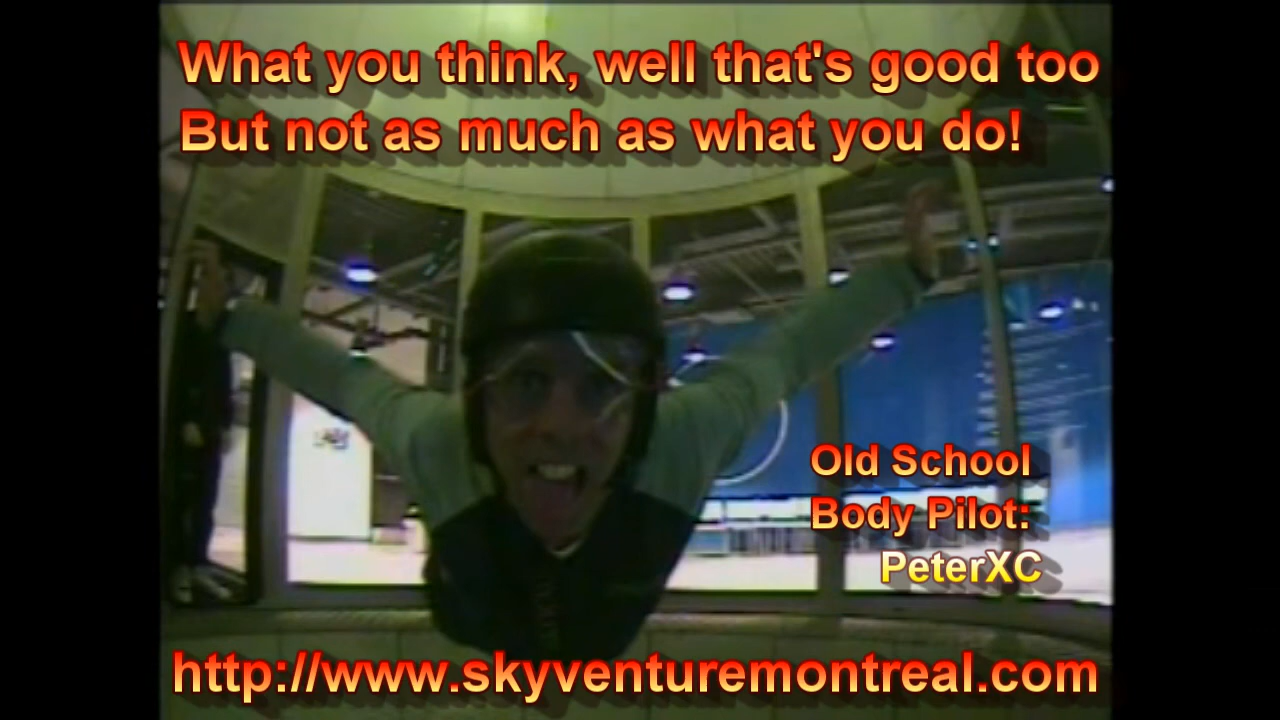 What you think, well that's good too
But not as much as what you do!
Old School
Body Pilot:
PeterXC
http://www.skyventuremontreal.com